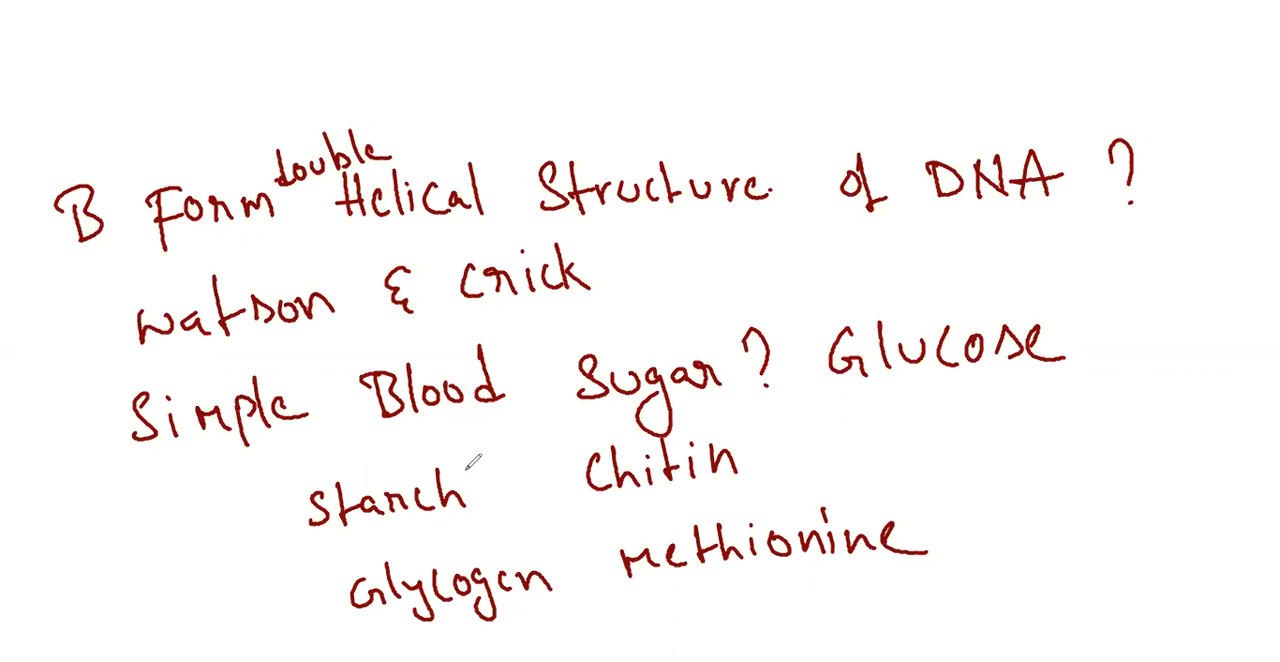 B Form double Helical Structure of DNA ?
Watson & Crick
Simple Blood Sugar? Glucose
Starch Chitin
Glycogen Methionine